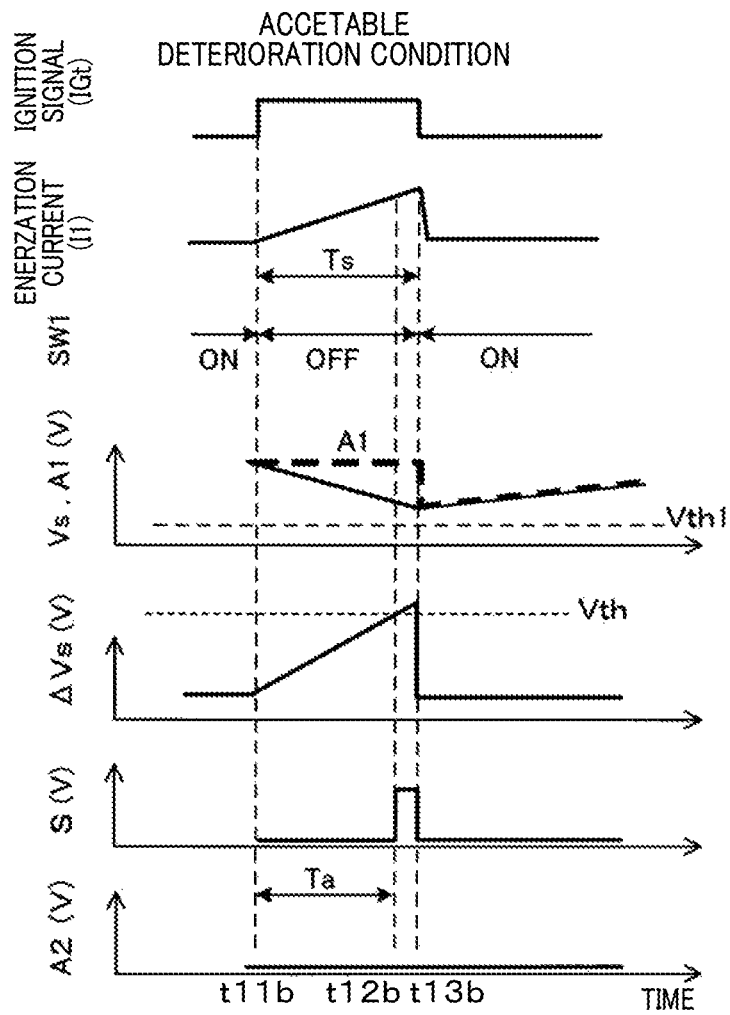 ACCETABLE
DETERIORATION CONDITION
IGNITION
SIGNAL
(IGt)
ENERZATION
CURRENT
(I1)
Ts
SW1
ON
OFF
ON
Vs, A1 (V)
A1
Vth1
ΔVs (V)
Vth
S (V)
Ta
A2 (V)
t11b
t12b
t13b
TIME